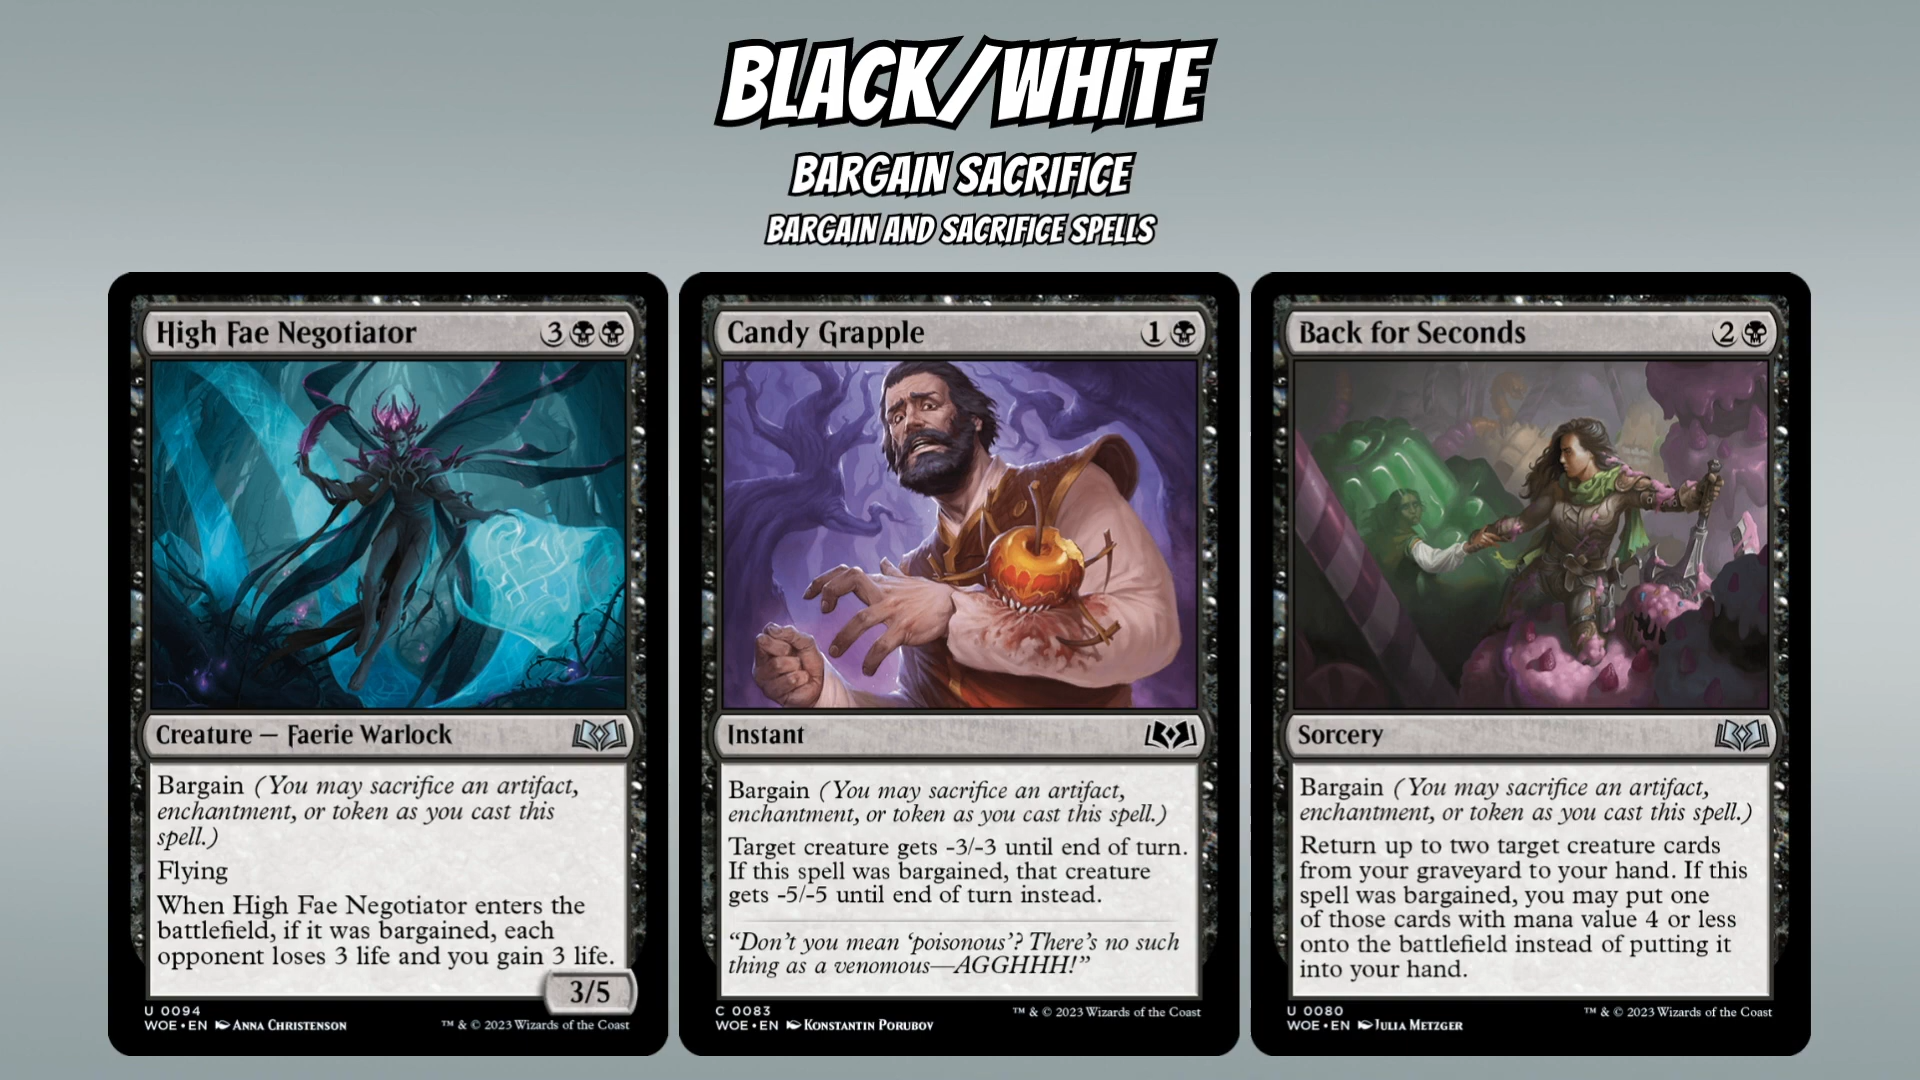 BLACK/WHITE
BARGAIN SACRIFICE
BARGAIN AND SACRIFICE SPELLS
High Fae Negotiator 3
Creature — Faerie Warlock
Bargain (You may sacrifice an artifact,
enchantment, or token as you cast this
spell.)
Flying
When High Fae Negotiator enters the
battlefield, if it was bargained, each
opponent loses 3 life and you gain 3 life.
3/5
U 0094
WOE • EN ANNA CHRISTENSON
™ & © 2023 Wizards of the Coast
Candy Grapple 1
Instant
Bargain (You may sacrifice an artifact,
enchantment, or token as you cast this spell.)
Target creature gets -3/-3 until end of turn.
If this spell was bargained, that creature
gets -5/-5 until end of turn instead.
“Don’t you mean ‘poisonous’? There’s no such
thing as a venomous—AGGHHH!”
C 0083
WOE • EN KONSTANTIN PORUBOV
™ & © 2023 Wizards of the Coast
Back for Seconds 2
Sorcery
Bargain (You may sacrifice an artifact,
enchantment, or token as you cast this spell.)
Return up to two target creature cards
from your graveyard to your hand. If this
spell was bargained, you may put one
of those cards with mana value 4 or less
onto the battlefield instead of putting it
into your hand.
U 0080
WOE • EN JULIA METZGER
™ & © 2023 Wizards of the Coast